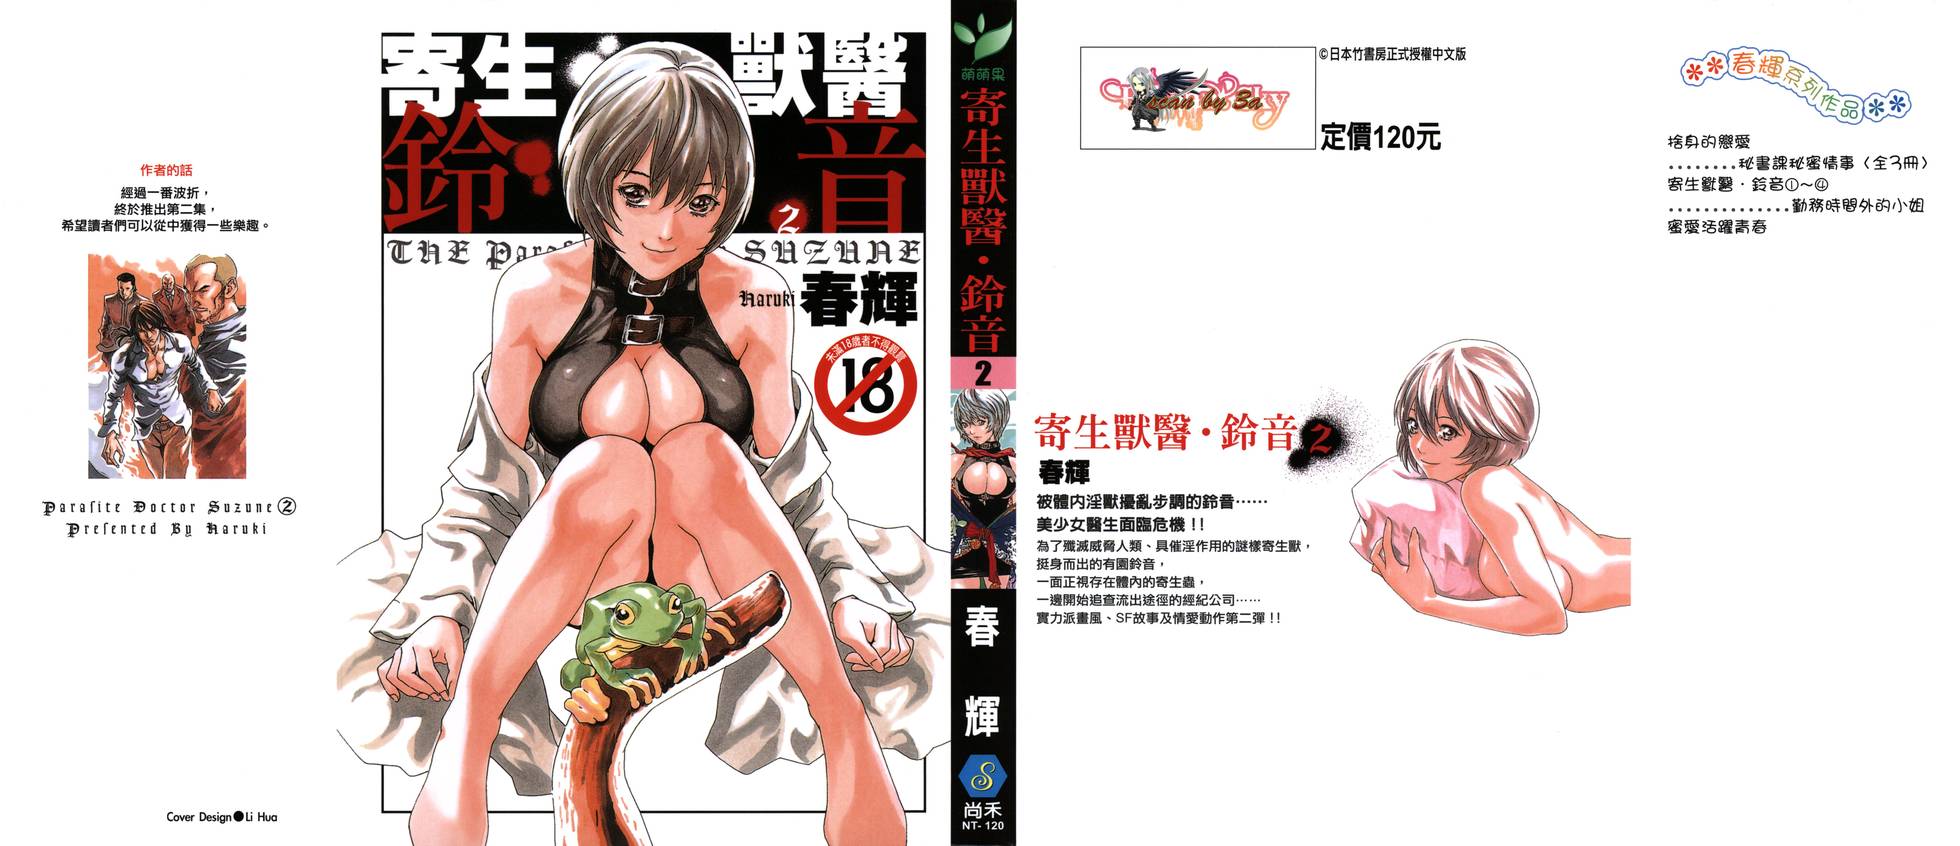 作者的話
經過一番波折，
終於推出第二集，
希望讀者們可以從中獲得一些樂趣。
Parasite Doctor Suzune②
Presented By Haruki
Cover Design●Li Hua
寄生獸醫
鈴・音
2
THE Paras SUZUNE
Haruki 春輝
未滿18歲者不得觀賞
18
萌萌果
寄生獸醫・鈴音
2
春輝
S
尚禾
NT- 120
scan by 3a
©日本竹書房正式授權中文版
定價120元
寄生獸醫・鈴音 2
春輝
被體內淫獸擾亂步調的鈴音⋯⋯
美少女醫生面臨危機!!
為了殲滅威脅人類、具催淫作用的謎樣寄生獸，
挺身而出的有園鈴音，
一面正視存在體內的寄生蟲，
一邊開始追查流出途徑的經紀公司⋯⋯
實力派畫風、SF故事及情愛動作第二彈!!
**春輝系列作品**
捨身的戀愛
........秘書課秘蜜情事〈全3冊〉
寄生獸醫・鈴音①～④
..............勤務時間外的小姐
蜜愛活躍青春